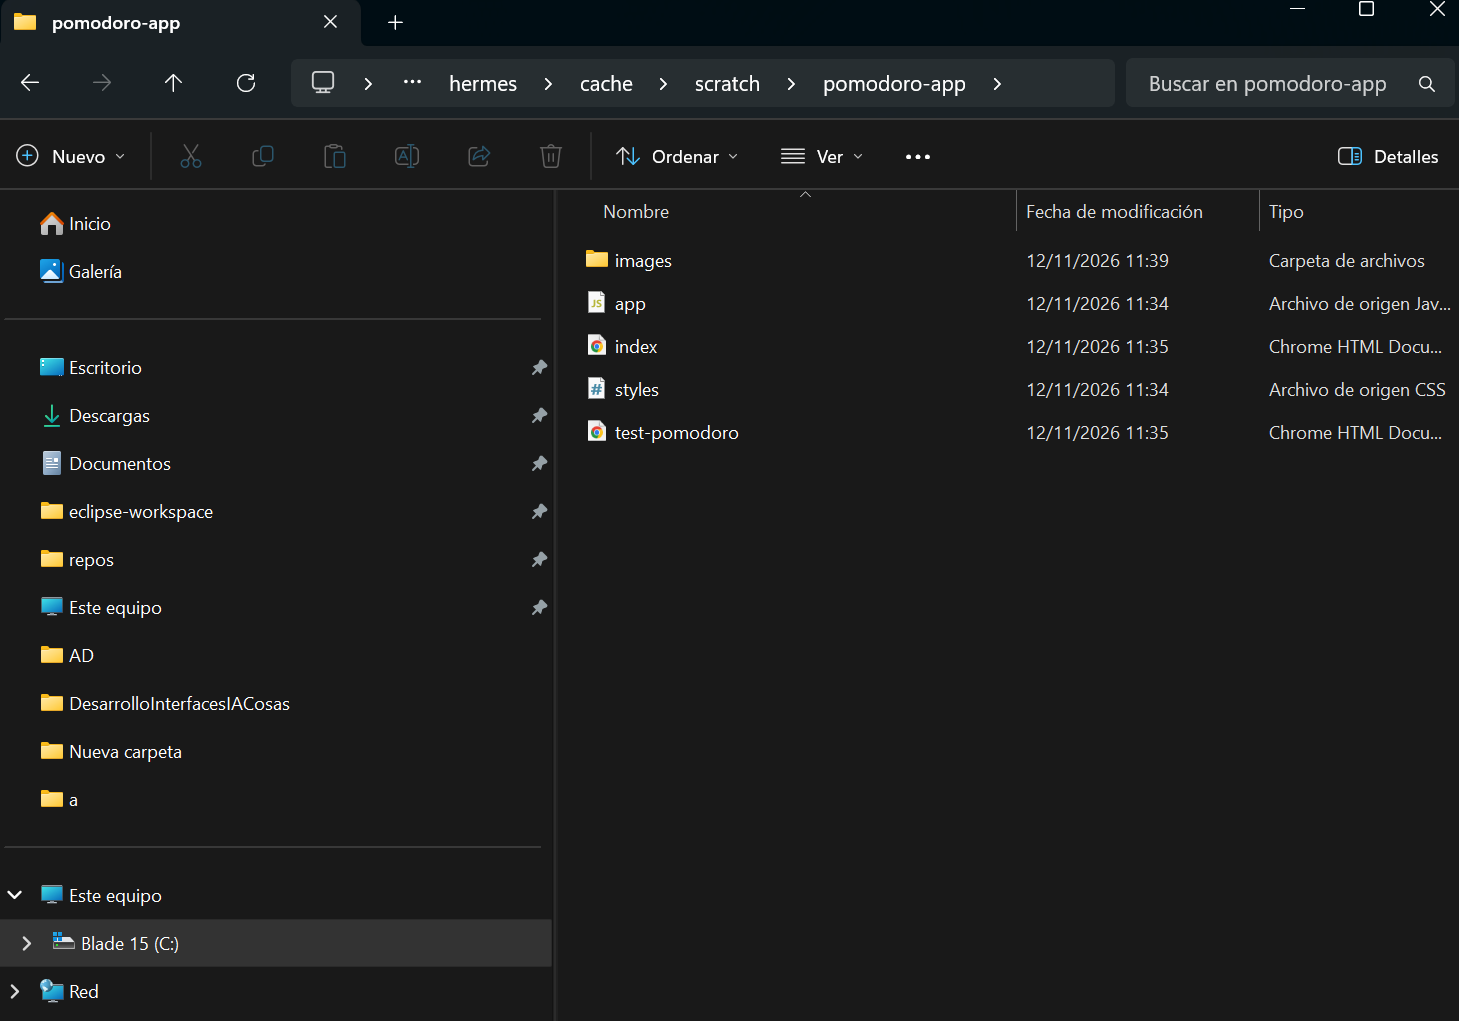 pomodoro-app
hermes cache scratch pomodoro-app
Buscar en pomodoro-app
Nuevo
Ordenar
Ver
Detalles
Inicio
Galería
Escritorio
Descargas
Documentos
eclipse-workspace
repos
Este equipo
AD
DesarrolloInterfacesIACosas
Nueva carpeta
a
Este equipo
Blade 15 (C:)
Red
Nombre Fecha de modificación Tipo
images 12/11/2026 11:39 Carpeta de archivos
JS app 12/11/2026 11:34 Archivo de origen Jav...
index 12/11/2026 11:35 Chrome HTML Docu...
# styles 12/11/2026 11:34 Archivo de origen CSS
test-pomodoro 12/11/2026 11:35 Chrome HTML Docu...